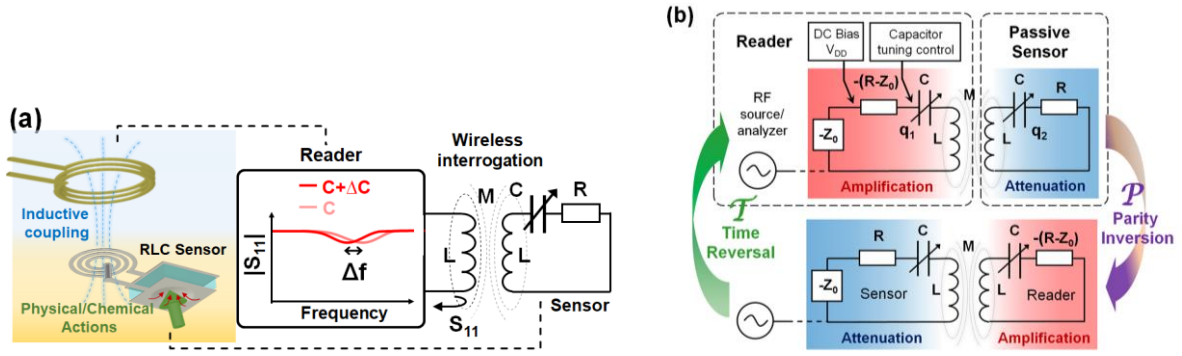 (a)
Inductive
coupling
RLC Sensor
Physical/Chemical
Actions
Reader
C+ΔC
C
|S11|
Δf
Frequency
Wireless
interrogation
M
C
R
L
L
S11
Sensor
(b)
Reader
DC Bias
VDD
Capacitor
tuning control
Passive
Sensor
RF
source/
analyzer
-(R-Z0)
C
M
C
R
-Z0
q1
L
L
q2
Amplification
Attenuation
𝒯
Time
Reversal
𝒫
Parity
Inversion
R
C
M
C
-(R-Z0)
-Z0
Sensor
L
L
Reader
Attenuation
Amplification